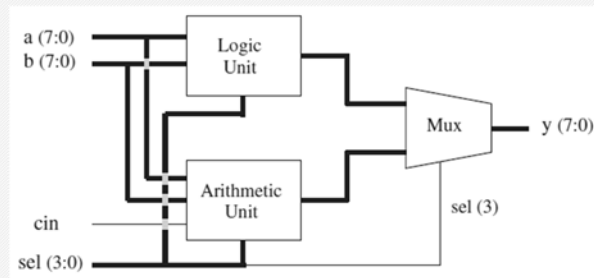 a (7:0)
b (7:0)
Logic
Unit
Mux
y (7:0)
Arithmetic
Unit
sel (3)
cin
sel (3:0)